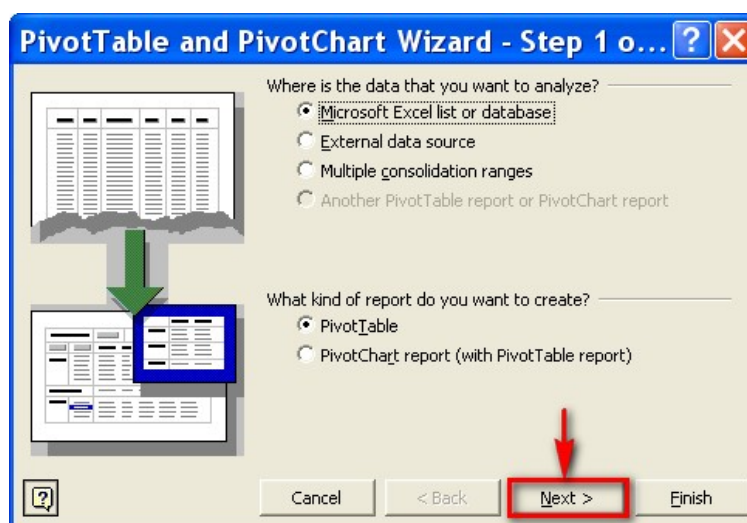 PivotTable and PivotChart Wizard - Step 1 o...
Where is the data that you want to analyze?
Microsoft Excel list or database
External data source
Multiple consolidation ranges
Another PivotTable report or PivotChart report
What kind of report do you want to create?
PivotTable
PivotChart report (with PivotTable report)
Cancel
< Back
Next >
Finish